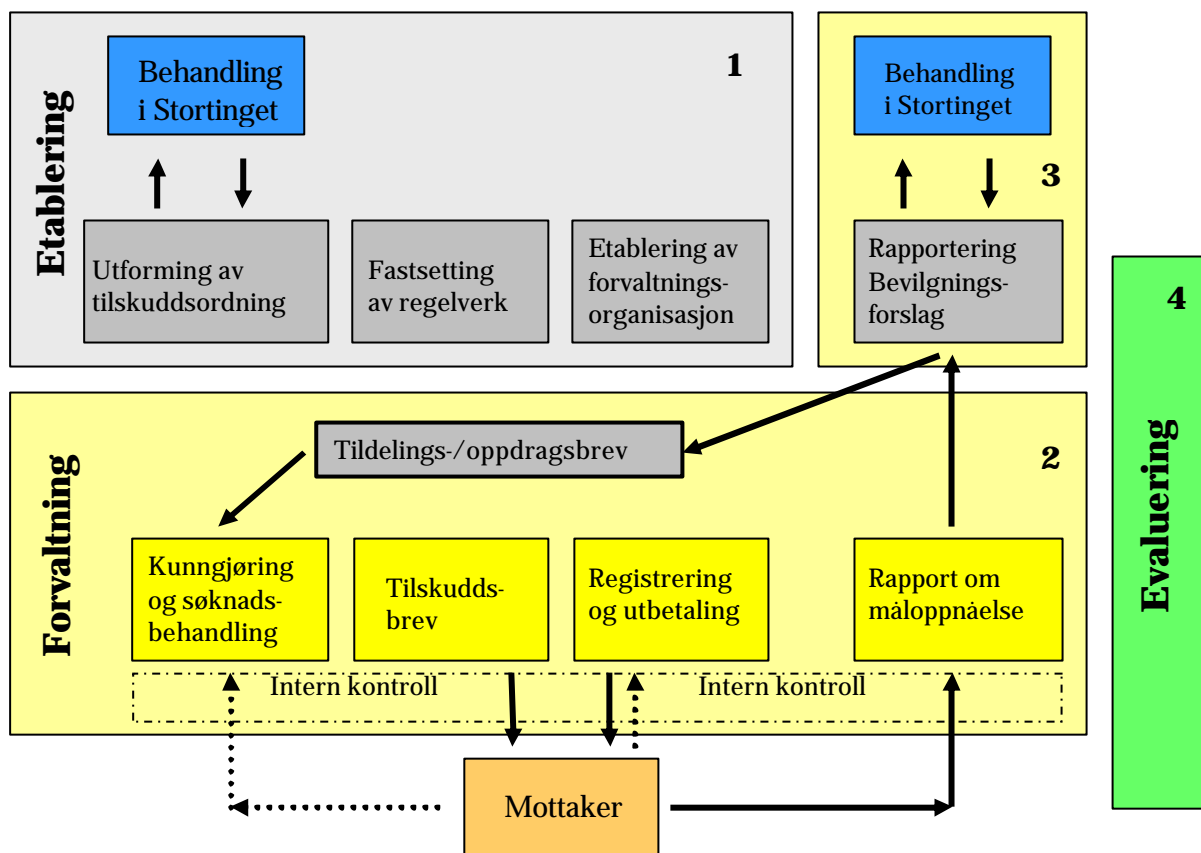 Etablering
1
Behandling
i Stortinget
Utforming av
tilskuddsordning
Fastsetting
av regelverk
Etablering av
forvaltnings-
organisasjon
3
Behandling
i Stortinget
Rapportering
Bevilgnings-
forslag
4
Evaluering
Forvaltning
2
Tildelings-/oppdragsbrev
Kunngjøring
og søknads-
behandling
Tilskudds-
brev
Registrering
og utbetaling
Rapport om
måloppnåelse
Intern kontroll
Intern kontroll
Mottaker